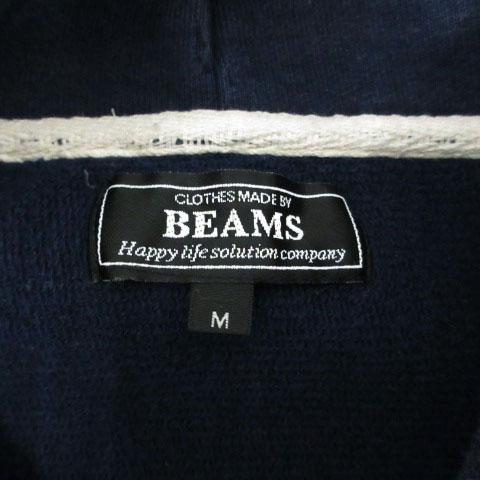 CLOTHES MADE BY
BEAMS
Happy life solution company
M